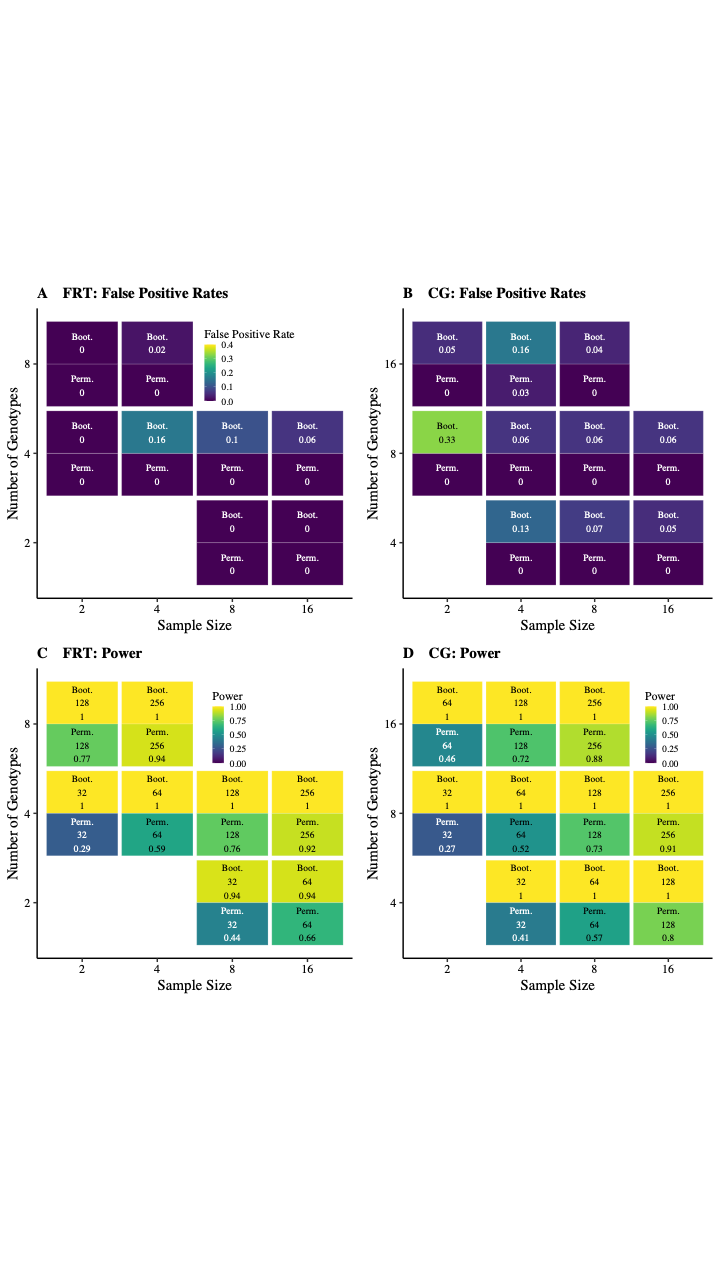 A FRT: False Positive Rates
Number of Genotypes
8
4
2
Boot.
0
Boot.
0.02
Perm.
0
Perm.
0
False Positive Rate
0.4
0.3
0.2
0.1
0.0
Boot.
0
Boot.
0.16
Boot.
0.1
Boot.
0.06
Perm.
0
Perm.
0
Perm.
0
Perm.
0
Boot.
0
Boot.
0
Perm.
0
Perm.
0
2 4 8 16
Sample Size
B CG: False Positive Rates
Number of Genotypes
16
8
4
Boot.
0.05
Boot.
0.16
Boot.
0.04
Perm.
0
Perm.
0.03
Perm.
0
Boot.
0.33
Boot.
0.06
Boot.
0.06
Boot.
0.06
Perm.
0
Perm.
0
Perm.
0
Perm.
0
Boot.
0.13
Boot.
0.07
Boot.
0.05
Perm.
0
Perm.
0
Perm.
0
2 4 8 16
Sample Size
C FRT: Power
Number of Genotypes
8
4
2
Boot.
128
1
Boot.
256
1
Perm.
128
0.77
Perm.
256
0.94
Power
1.00
0.75
0.50
0.25
0.00
Boot.
32
1
Boot.
64
1
Boot.
128
1
Boot.
256
1
Perm.
32
0.29
Perm.
64
0.59
Perm.
128
0.76
Perm.
256
0.92
Boot.
32
0.94
Boot.
64
0.94
Perm.
32
0.44
Perm.
64
0.66
2 4 8 16
Sample Size
D CG: Power
Number of Genotypes
16
8
4
Boot.
64
1
Boot.
128
1
Boot.
256
1
Perm.
64
0.46
Perm.
128
0.72
Perm.
256
0.88
Power
1.00
0.75
0.50
0.25
0.00
Boot.
32
1
Boot.
64
1
Boot.
128
1
Boot.
256
1
Perm.
32
0.27
Perm.
64
0.52
Perm.
128
0.73
Perm.
256
0.91
Boot.
32
1
Boot.
64
1
Boot.
128
1
Perm.
32
0.41
Perm.
64
0.57
Perm.
128
0.8
2 4 8 16
Sample Size